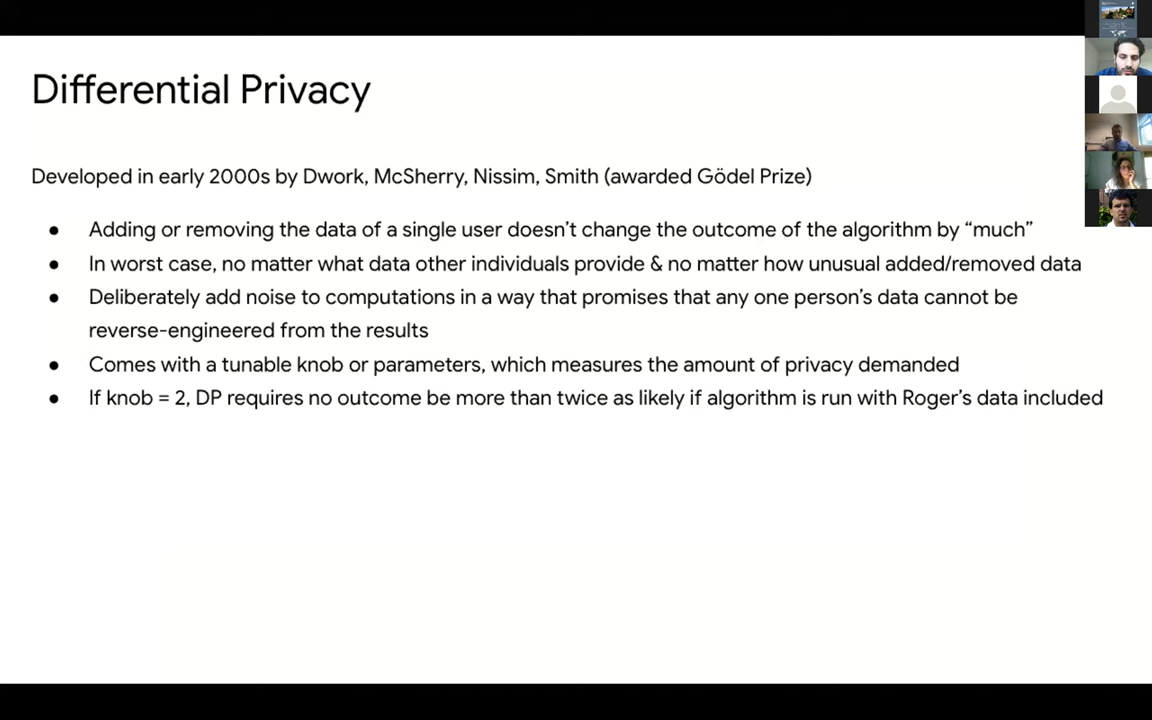 Differential Privacy
Developed in early 2000s by Dwork, McSherry, Nissim, Smith (awarded Gödel Prize)
● Adding or removing the data of a single user doesn’t change the outcome of the algorithm by “much”
● In worst case, no matter what data other individuals provide & no matter how unusual added/removed data
● Deliberately add noise to computations in a way that promises that any one person’s data cannot be
reverse-engineered from the results
● Comes with a tunable knob or parameters, which measures the amount of privacy demanded
● If knob = 2, DP requires no outcome be more than twice as likely if algorithm is run with Roger’s data included